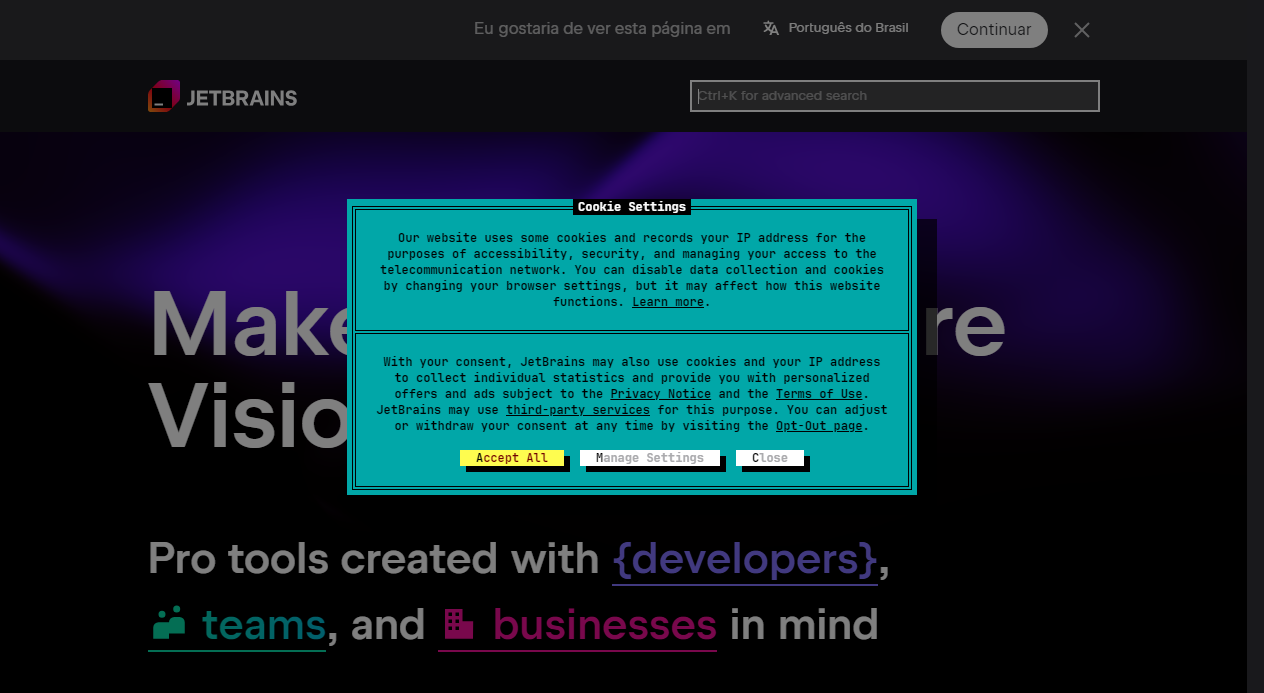 Eu gostaria de ver esta página em Português do Brasil Continuar
JETBRAINS Ctrl+K for advanced search
Cookie Settings
Our website uses some cookies and records your IP address for the
purposes of accessibility, security, and managing your access to the
telecommunication network. You can disable data collection and cookies
by changing your browser settings, but it may affect how this website
functions. Learn more.
With your consent, JetBrains may also use cookies and your IP address
to collect individual statistics and provide you with personalized
offers and ads subject to the Privacy Notice and the Terms of Use.
JetBrains may use third-party services for this purpose. You can adjust
or withdraw your consent at any time by visiting the Opt-Out page.
Accept All Manage Settings Close
Pro tools created with {developers},
teams, and businesses in mind